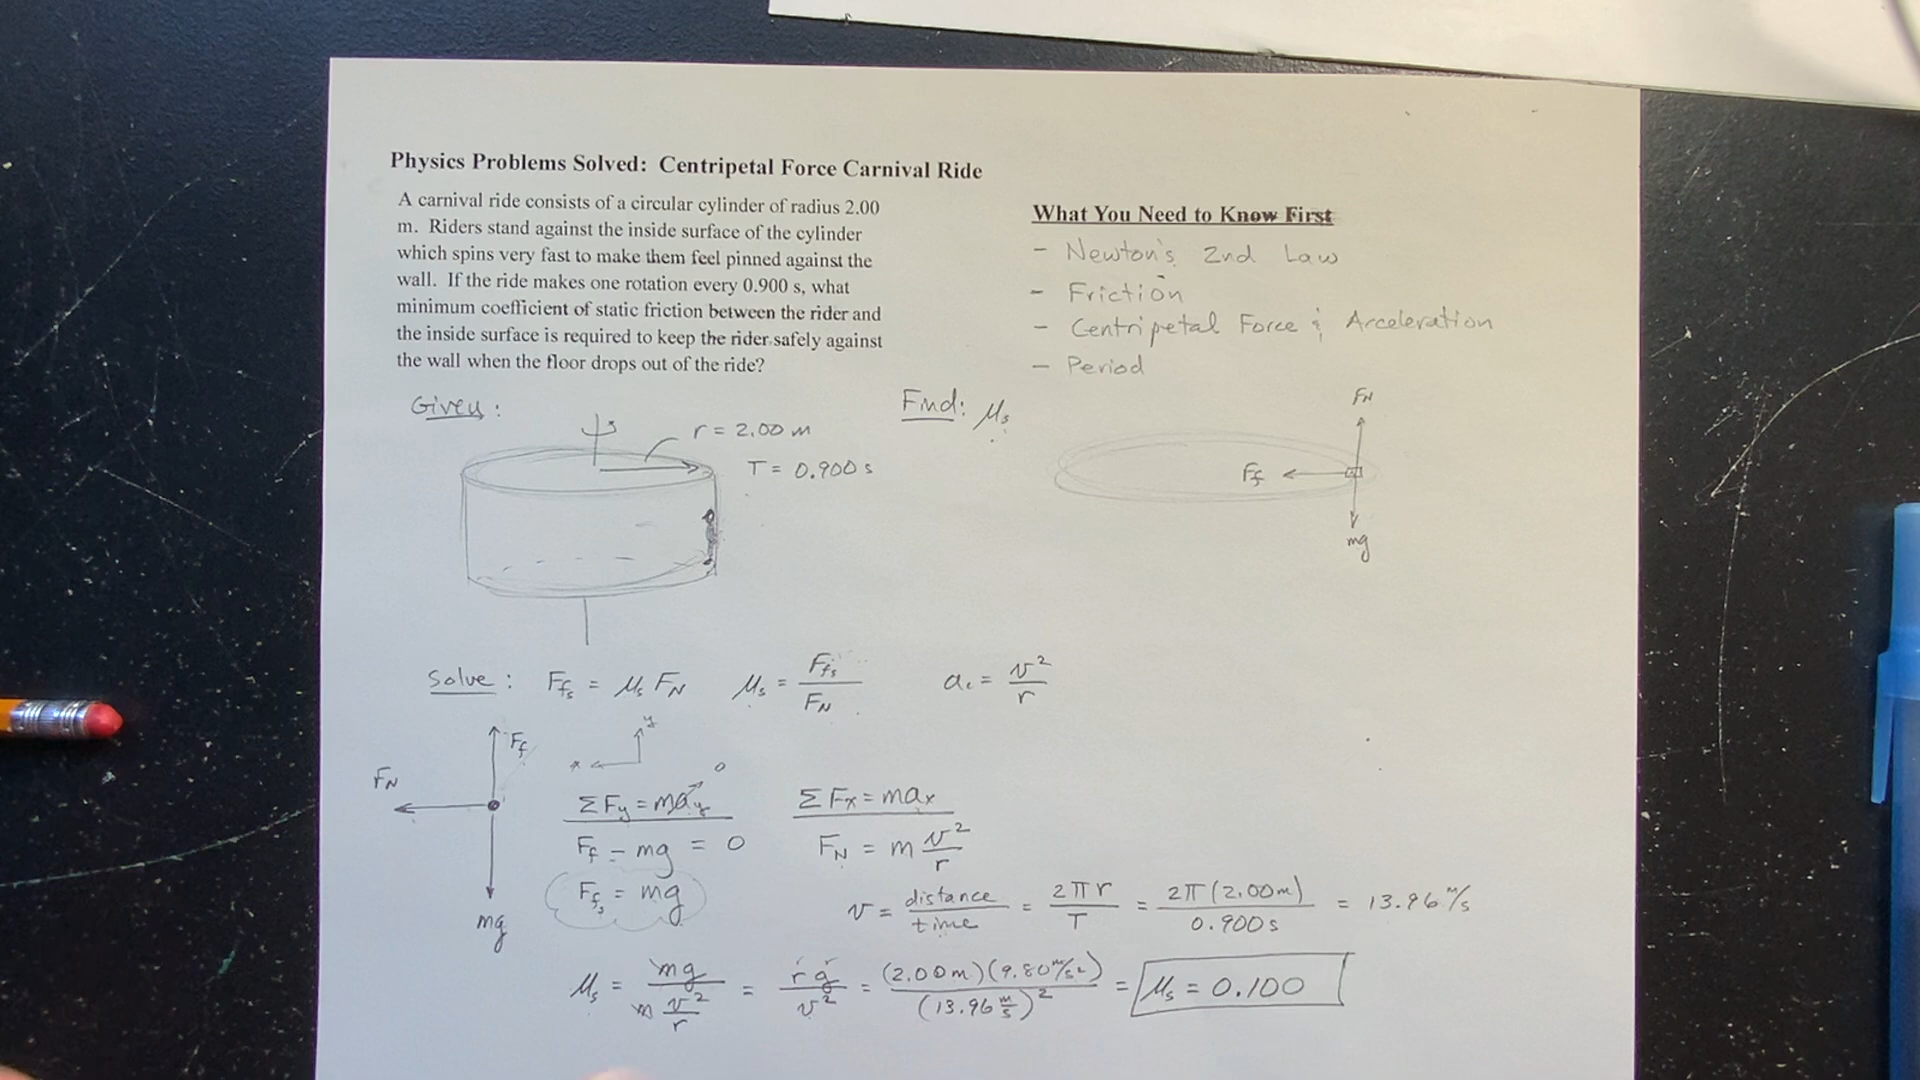 Physics Problems Solved: Centripetal Force Carnival Ride
A carnival ride consists of a circular cylinder of radius 2.00
m. Riders stand against the inside surface of the cylinder
which spins very fast to make them feel pinned against the
wall. If the ride makes one rotation every 0.900 s, what
minimum coefficient of static friction between the rider and
the inside surface is required to keep the rider safely against
the wall when the floor drops out of the ride?
What You Need to Know First
- Newton's 2nd Law
- Friction
- Centripetal Force & Acceleration
- Period
Given:
r = 2.00 m
T = 0.900 s
Find: μs
FN
Ff
mg
Solve: Ffs = μs FN μs = Ffs / FN ac = v² / r
Ff
FN
mg
y
x
ΣFy = may 0
Ff - mg = 0
Ffs = mg
ΣFx = max
FN = m v² / r
v = distance / time = 2πr / T = 2π(2.00m) / 0.900s = 13.96 m/s
μs = mg / (m v² / r) = rg / v² = (2.00m)(9.80 m/s²) / (13.96 m/s)² = μs = 0.100